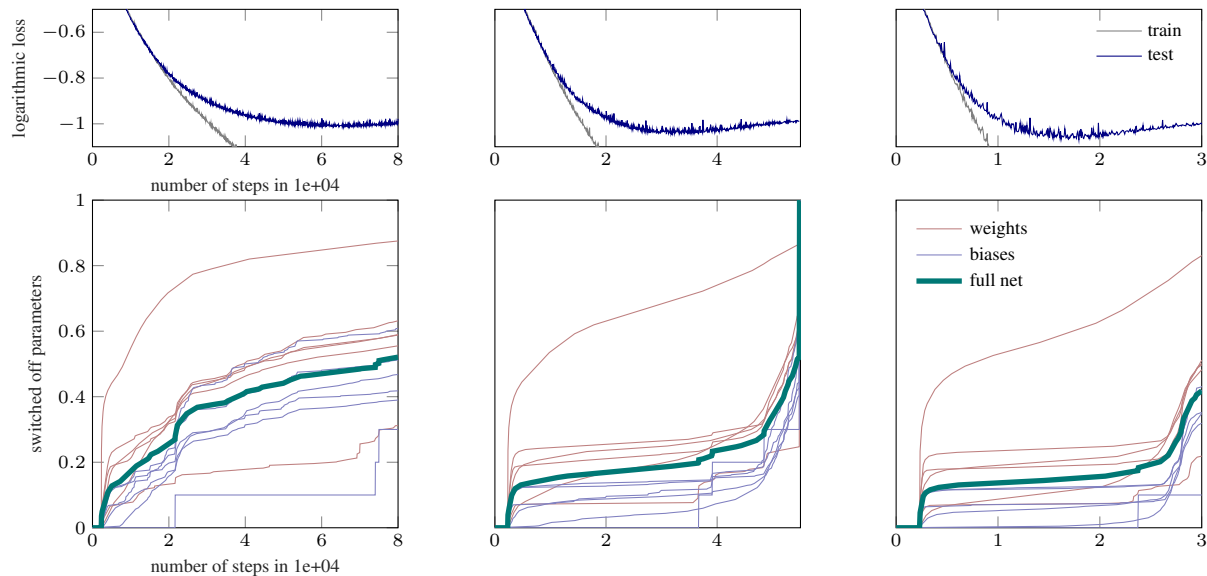 logarithmic loss
−0.6
−0.8
−1
0 2 4 6 8
number of steps in 1e+04
0 2 4
train
test
0 1 2 3
switched off parameters
1
0.8
0.6
0.4
0.2
0
0 2 4 6 8
number of steps in 1e+04
0 2 4
weights
biases
full net
0 1 2 3